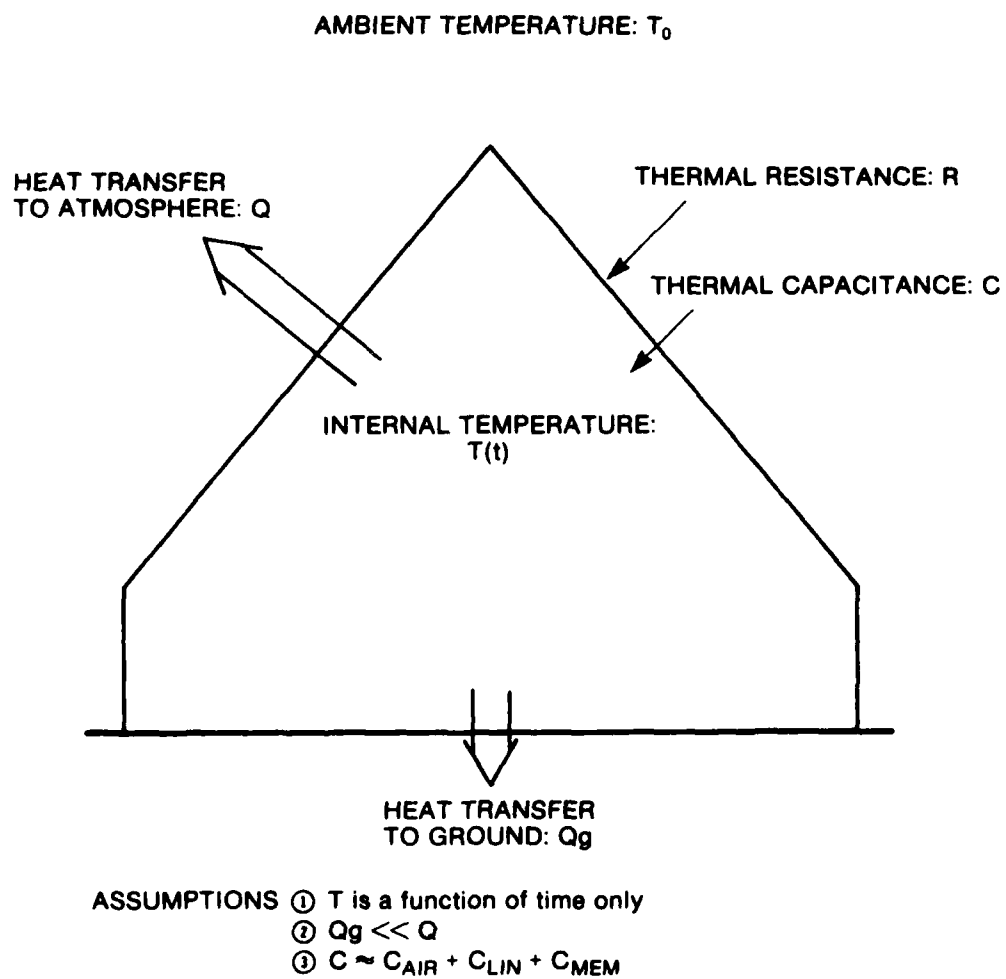 AMBIENT TEMPERATURE: T₀
HEAT TRANSFER
TO ATMOSPHERE: Q
THERMAL RESISTANCE: R
THERMAL CAPACITANCE: C
INTERNAL TEMPERATURE:
T(t)
HEAT TRANSFER
TO GROUND: Qg
ASSUMPTIONS ① T is a function of time only
② Qg << Q
③ C ≈ C_AIR + C_LIN + C_MEM